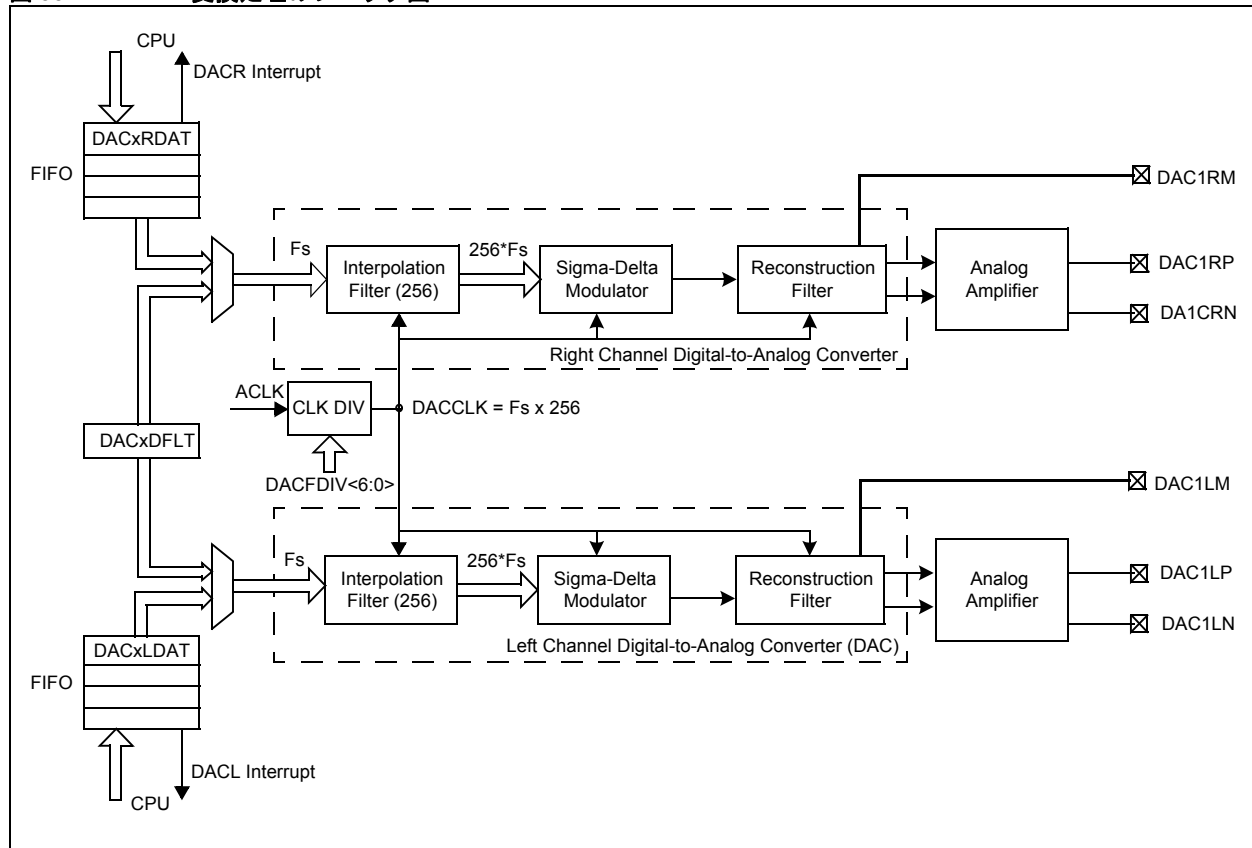 CPU
DACR Interrupt
DACxRDAT
FIFO
DAC1RM
Fs
256*Fs
Interpolation
Filter (256)
Sigma-Delta
Modulator
Reconstruction
Filter
Analog
Amplifier
DAC1RP
DA1CRN
Right Channel Digital-to-Analog Converter
ACLK
CLK DIV
DACCLK = Fs x 256
DACxDFLT
DACFDIV<6:0>
DAC1LM
Fs
256*Fs
Interpolation
Filter (256)
Sigma-Delta
Modulator
Reconstruction
Filter
Analog
Amplifier
DAC1LP
DAC1LN
Left Channel Digital-to-Analog Converter (DAC)
DACxLDAT
FIFO
DACL Interrupt
CPU